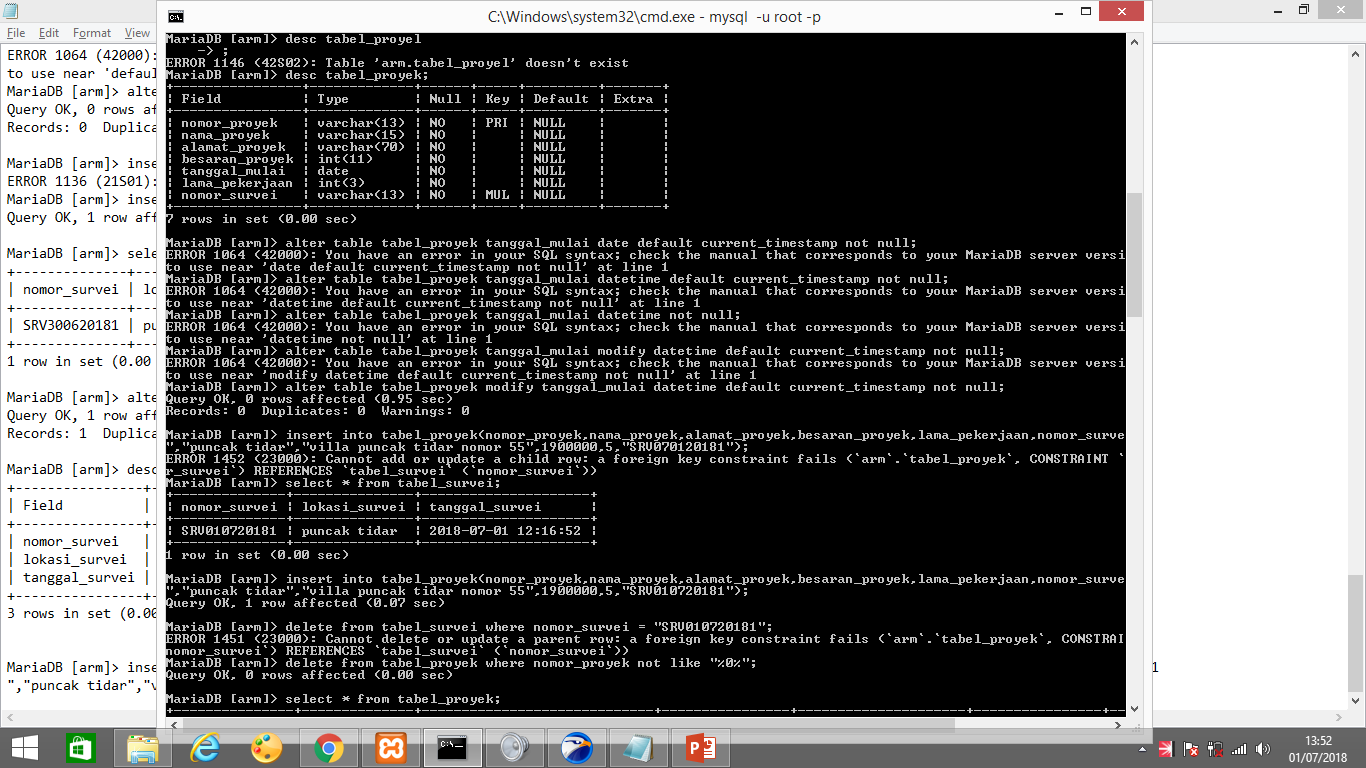 C:\Windows\system32\cmd.exe - mysql -u root -p
File Edit Format View
ERROR 1064 (42000):
to use near 'defaul
MariaDB [arm]> alte
Query OK, 0 rows af
Records: 0 Duplica
MariaDB [arm]> inse
ERROR 1136 (21S01):
MariaDB [arm]> inse
Query OK, 1 row aff
MariaDB [arm]> sele
| nomor_survei | lo
| SRV300620181 | pu
1 row in set (0.00
MariaDB [arm]> alte
Query OK, 1 row aff
Records: 1 Duplica
MariaDB [arm]> desc
| Field |
| nomor_survei |
| lokasi_survei |
| tanggal_survei |
3 rows in set (0.00
MariaDB [arm]> inse
1
","puncak tidar","v
MariaDB [arm]> desc tabel_proyel
-> ;
ERROR 1146 (42S02): Table 'arm.tabel_proyel' doesn't exist
MariaDB [arm]> desc tabel_proyek;
+----------------+-------------+------+-----+---------+-------+
| Field | Type | Null | Key | Default | Extra |
+----------------+-------------+------+-----+---------+-------+
| nomor_proyek | varchar(13) | NO | PRI | NULL | |
| nama_proyek | varchar(15) | NO | | NULL | |
| alamat_proyek | varchar(70) | NO | | NULL | |
| besaran_proyek | int(11) | NO | | NULL | |
| tanggal_mulai | date | NO | | NULL | |
| lama_pekerjaan | int(3) | NO | | NULL | |
| nomor_survei | varchar(13) | NO | MUL | NULL | |
+----------------+-------------+------+-----+---------+-------+
7 rows in set (0.00 sec)
MariaDB [arm]> alter table tabel_proyek tanggal_mulai date default current_timestamp not null;
ERROR 1064 (42000): You have an error in your SQL syntax; check the manual that corresponds to your MariaDB server versi
to use near 'date default current_timestamp not null' at line 1
MariaDB [arm]> alter table tabel_proyek tanggal_mulai datetime default current_timestamp not null;
ERROR 1064 (42000): You have an error in your SQL syntax; check the manual that corresponds to your MariaDB server versi
to use near 'datetime default current_timestamp not null' at line 1
MariaDB [arm]> alter table tabel_proyek tanggal_mulai datetime not null;
ERROR 1064 (42000): You have an error in your SQL syntax; check the manual that corresponds to your MariaDB server versi
to use near 'datetime not null' at line 1
MariaDB [arm]> alter table tabel_proyek tanggal_mulai modify datetime default current_timestamp not null;
ERROR 1064 (42000): You have an error in your SQL syntax; check the manual that corresponds to your MariaDB server versi
to use near 'modify datetime default current_timestamp not null' at line 1
MariaDB [arm]> alter table tabel_proyek modify tanggal_mulai datetime default current_timestamp not null;
Query OK, 0 rows affected (0.95 sec)
Records: 0 Duplicates: 0 Warnings: 0
MariaDB [arm]> insert into tabel_proyek(nomor_proyek,nama_proyek,alamat_proyek,besaran_proyek,lama_pekerjaan,nomor_surve
","puncak tidar","villa puncak tidar nomor 55",1900000,5,"SRV070120181");
ERROR 1452 (23000): Cannot add or update a child row: a foreign key constraint fails (`arm`.`tabel_proyek`, CONSTRAINT `
r_survei`) REFERENCES `tabel_survei` (`nomor_survei`))
MariaDB [arm]> select * from tabel_survei;
+--------------+---------------+---------------------+
| nomor_survei | lokasi_survei | tanggal_survei |
+--------------+---------------+---------------------+
| SRV010720181 | puncak tidar | 2018-07-01 12:16:52 |
+--------------+---------------+---------------------+
1 row in set (0.00 sec)
MariaDB [arm]> insert into tabel_proyek(nomor_proyek,nama_proyek,alamat_proyek,besaran_proyek,lama_pekerjaan,nomor_surve
","puncak tidar","villa puncak tidar nomor 55",1900000,5,"SRV010720181");
Query OK, 1 row affected (0.07 sec)
MariaDB [arm]> delete from tabel_survei where nomor_survei = "SRV010720181";
ERROR 1451 (23000): Cannot delete or update a parent row: a foreign key constraint fails (`arm`.`tabel_proyek`, CONSTRAI
nomor_survei`) REFERENCES `tabel_survei` (`nomor_survei`))
MariaDB [arm]> delete from tabel_proyek where nomor_proyek not like "%0%";
Query OK, 0 rows affected (0.00 sec)
MariaDB [arm]> select * from tabel_proyek;
13:52
01/07/2018